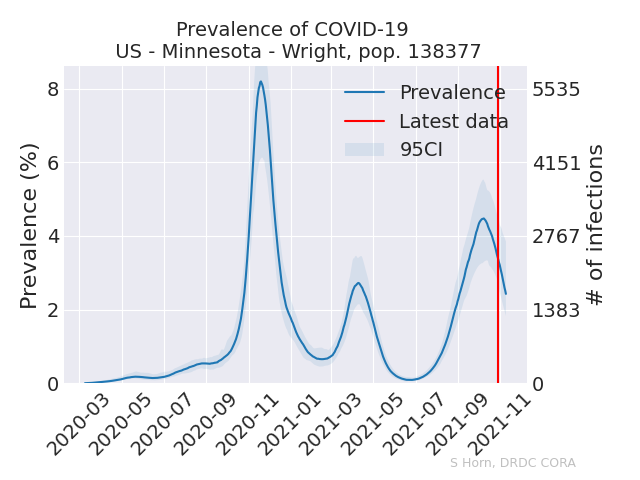 Prevalence of COVID-19
US - Minnesota - Wright, pop. 138377
Prevalence (%)
8
6
4
2
0
Prevalence
Latest data
95CI
5535
4151
2767
1383
0
# of infections
2020-03
2020-05
2020-07
2020-09
2020-11
2021-01
2021-03
2021-05
2021-07
2021-09
2021-11
S Horn, DRDC CORA